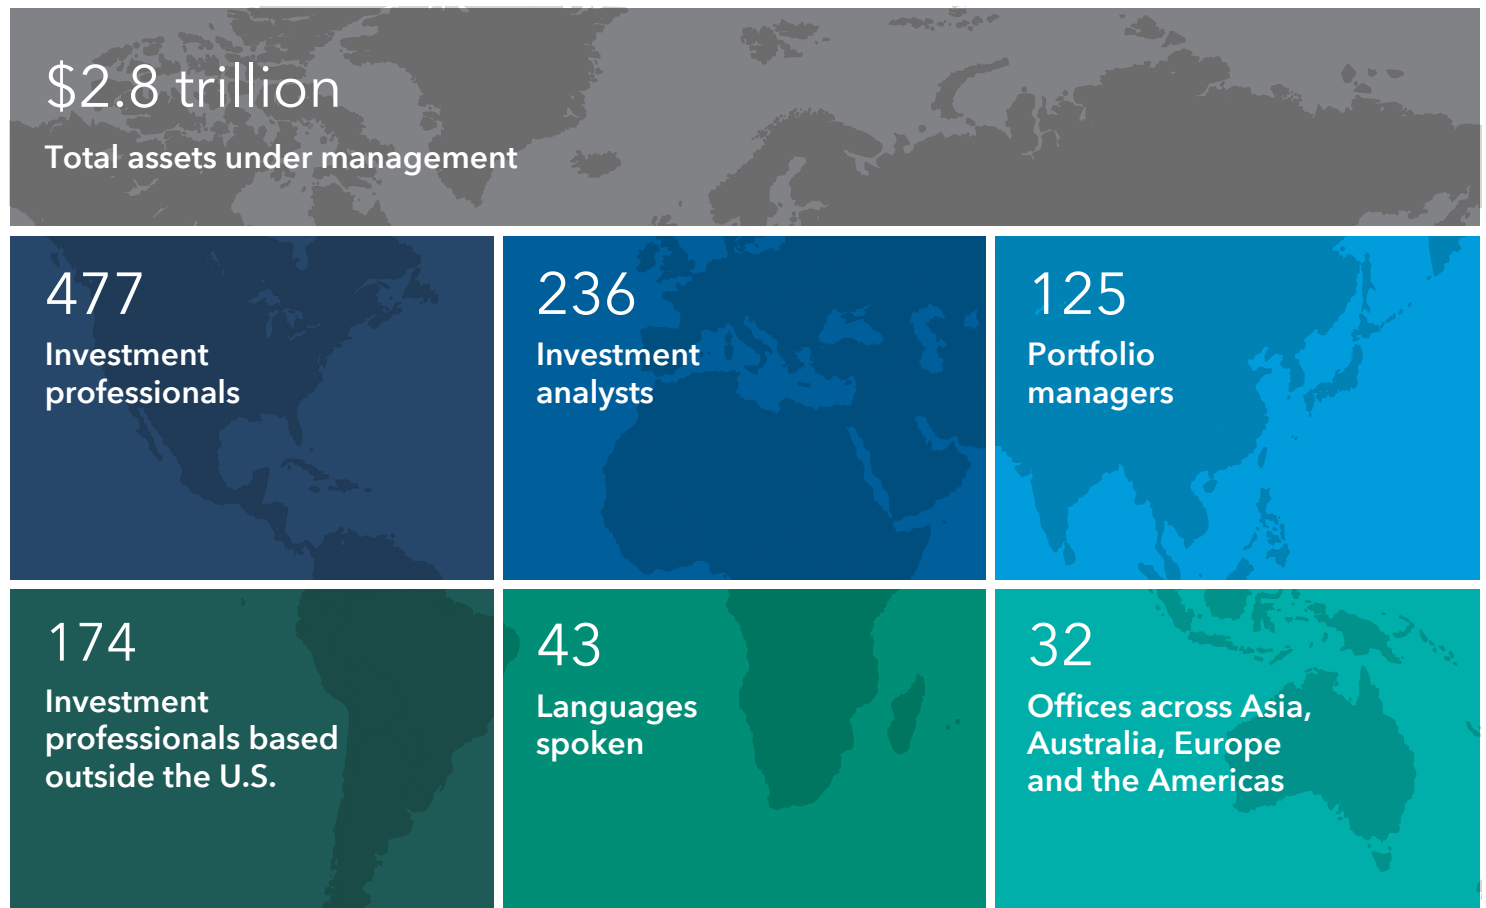 $2.8 trillion
Total assets under management
477
Investment
professionals
236
Investment
analysts
125
Portfolio
managers
174
Investment
professionals based
outside the U.S.
43
Languages
spoken
32
Offices across Asia,
Australia, Europe
and the Americas